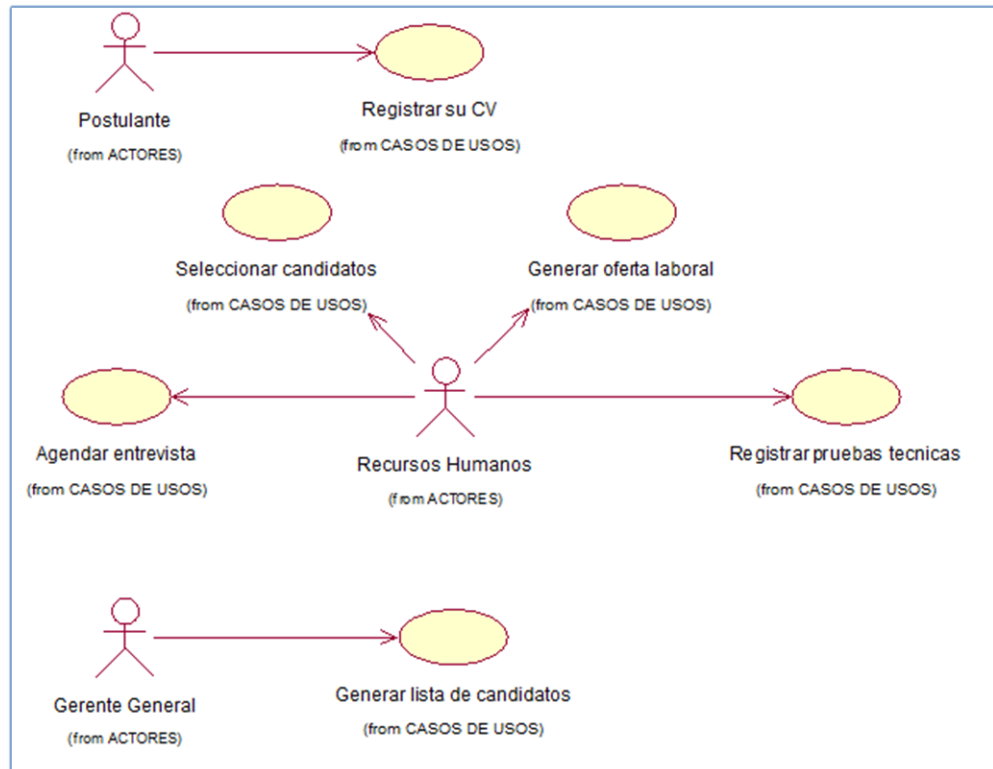 Postulante
(from ACTORES)
Registrar su CV
(from CASOS DE USOS)
Seleccionar candidatos
(from CASOS DE USOS)
Generar oferta laboral
(from CASOS DE USOS)
Agendar entrevista
(from CASOS DE USOS)
Recursos Humanos
(from ACTORES)
Registrar pruebas tecnicas
(from CASOS DE USOS)
Gerente General
(from ACTORES)
Generar lista de candidatos
(from CASOS DE USOS)